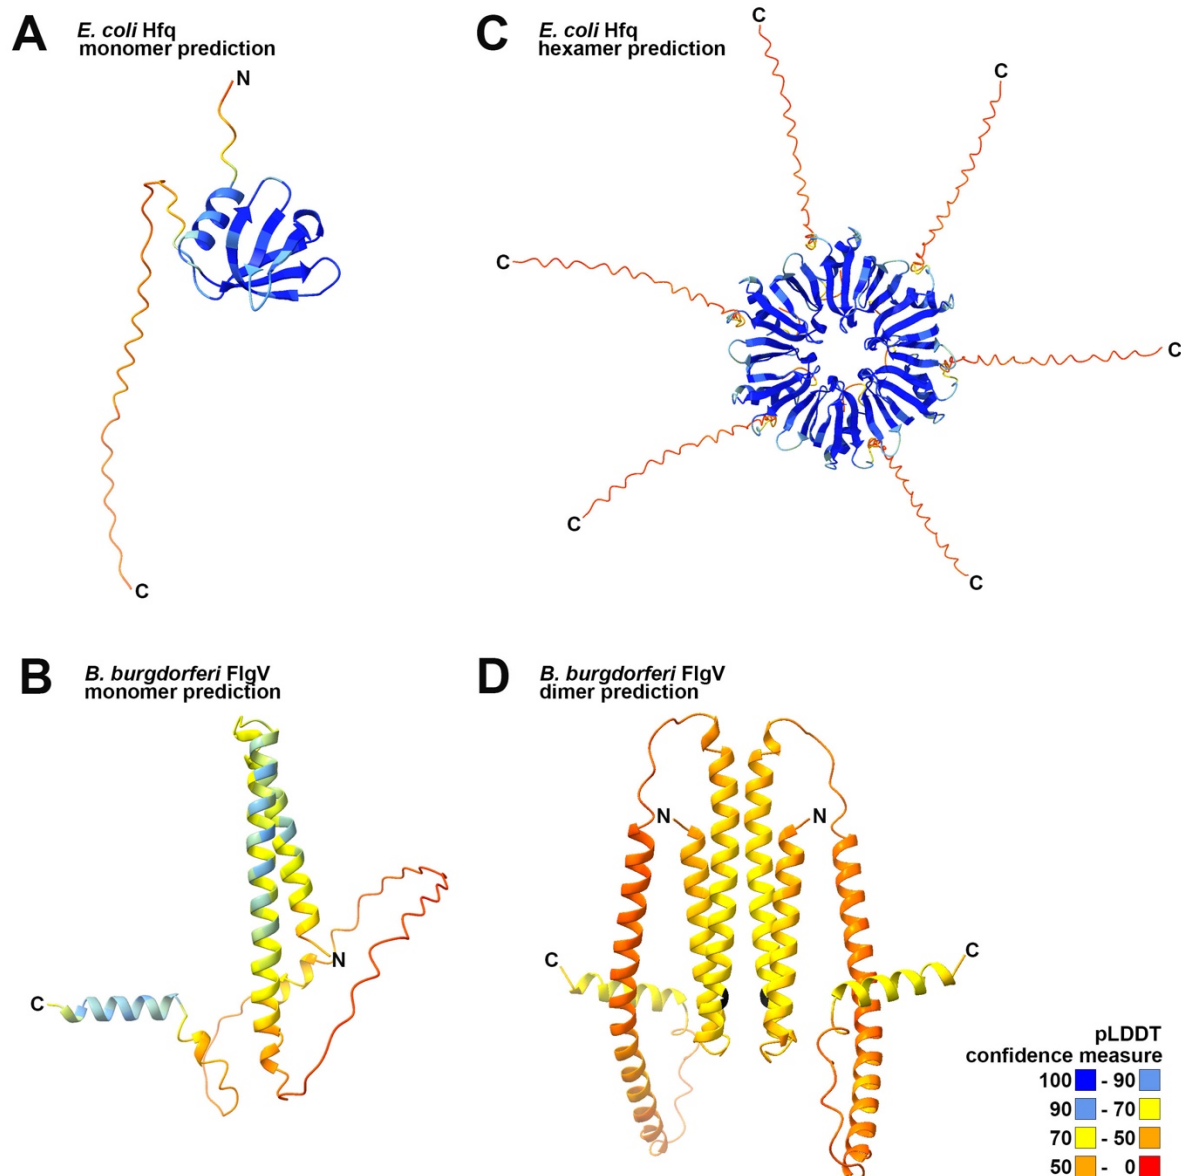 A
E. coli Hfq
monomer prediction
N
C
C
E. coli Hfq
hexamer prediction
C
C
C
C
C
C
B
B. burgdorferi FlgV
monomer prediction
N
C
D
B. burgdorferi FlgV
dimer prediction
N
N
C
C
pLDDT
confidence measure
100 - 90
90 - 70
70 - 50
50 - 0